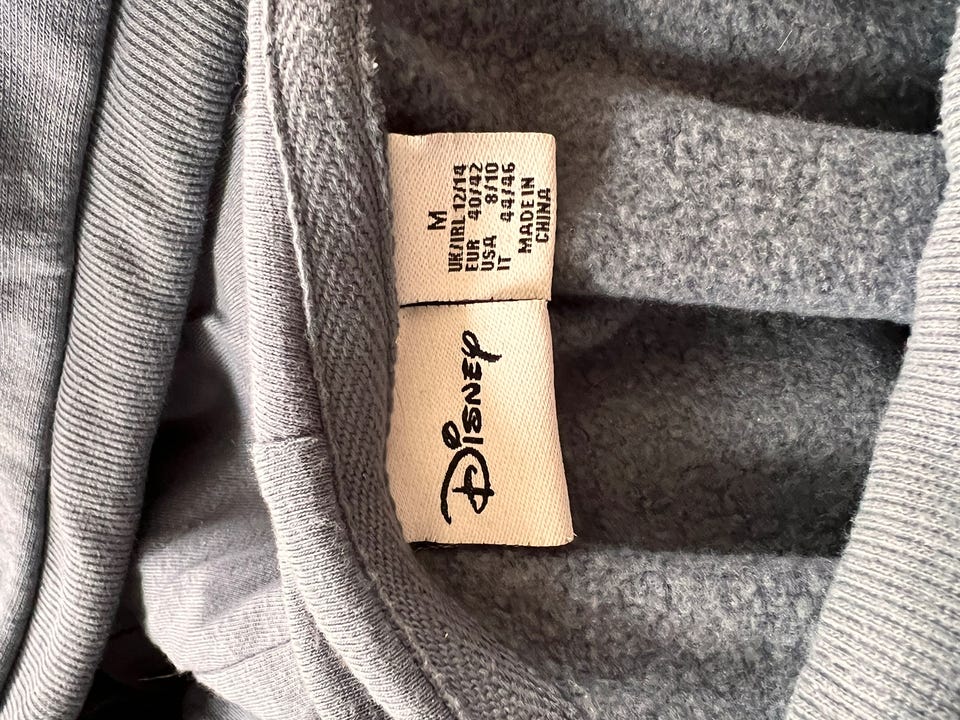 M
UK/IRL 12/14
EUR 40/42
USA 8/10
IT 44/46
MADE IN
CHINA
Disney